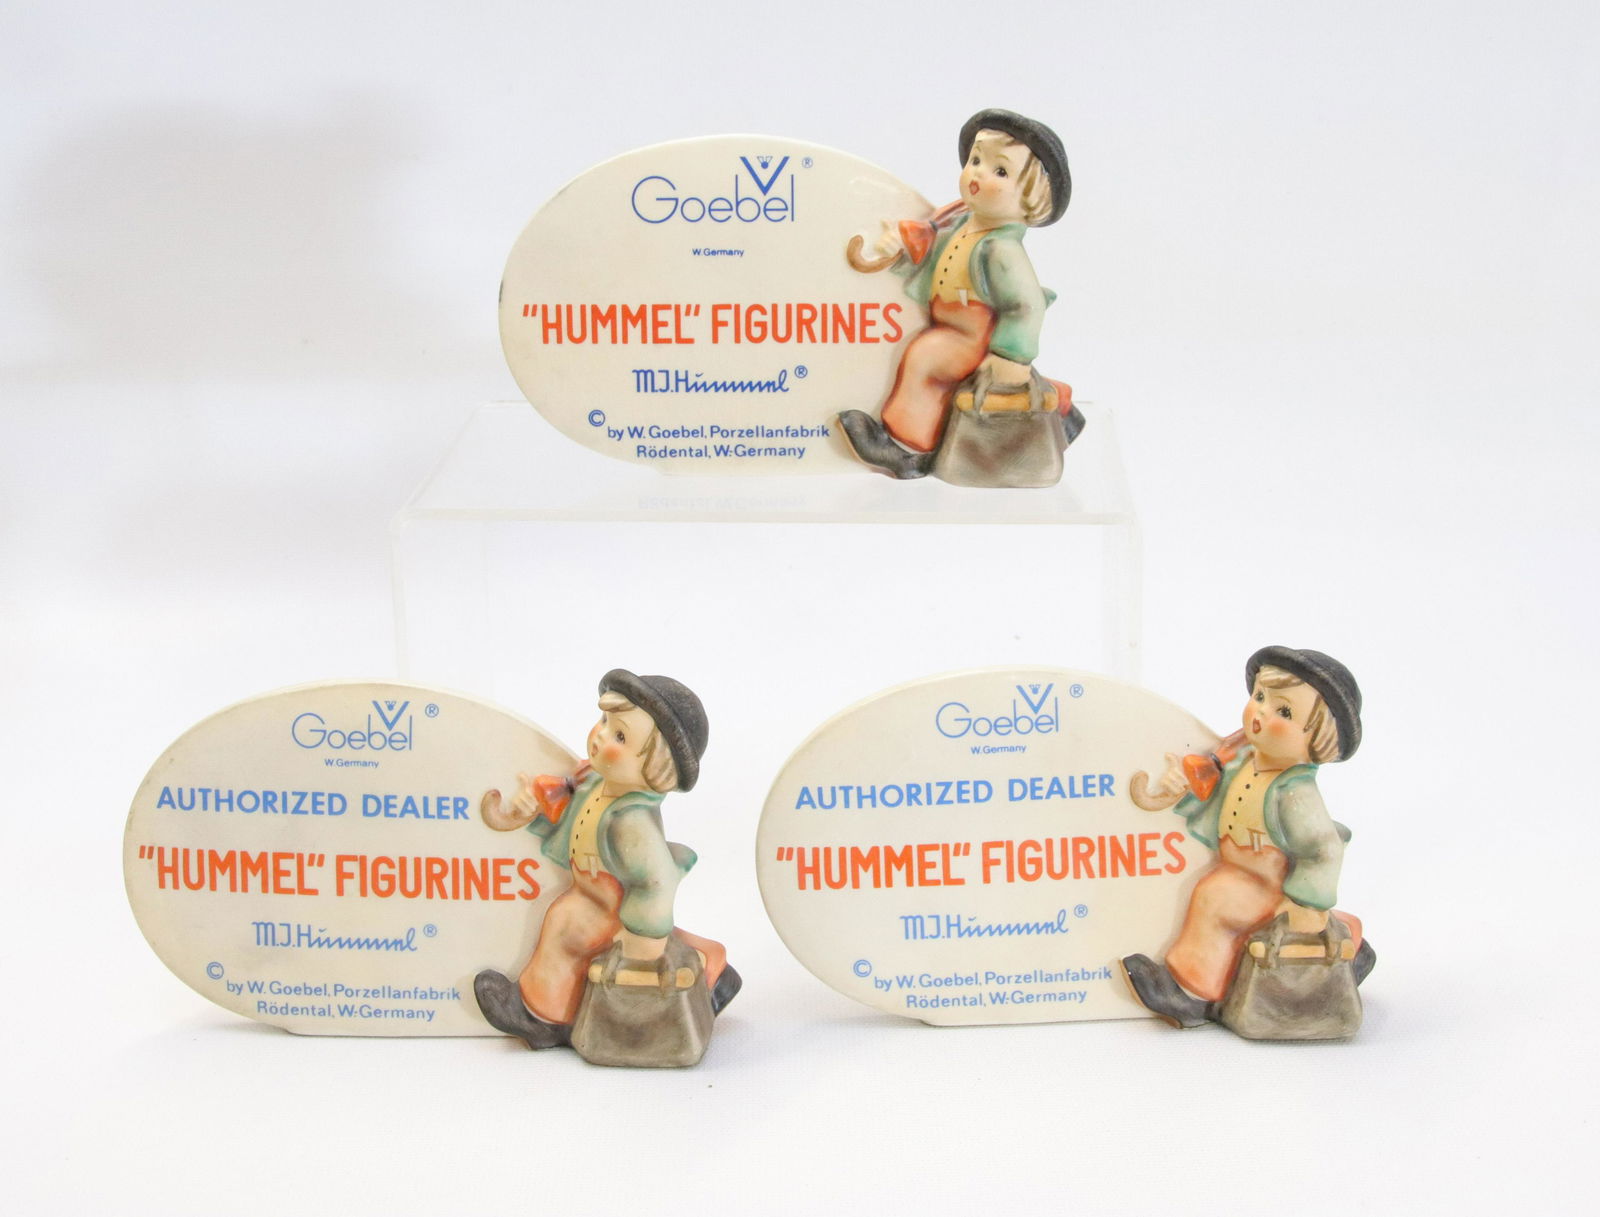 Goebel ®
W. Germany
"HUMMEL" FIGURINES
M.J.Hummel ®
© by W. Goebel, Porzellanfabrik
Rödental, W.-Germany
Goebel ®
W. Germany
AUTHORIZED DEALER
"HUMMEL" FIGURINES
M.J.Hummel ®
© by W. Goebel, Porzellanfabrik
Rödental, W.-Germany
Goebel ®
W. Germany
AUTHORIZED DEALER
"HUMMEL" FIGURINES
M.J.Hummel ®
© by W. Goebel, Porzellanfabrik
Rödental, W.-Germany